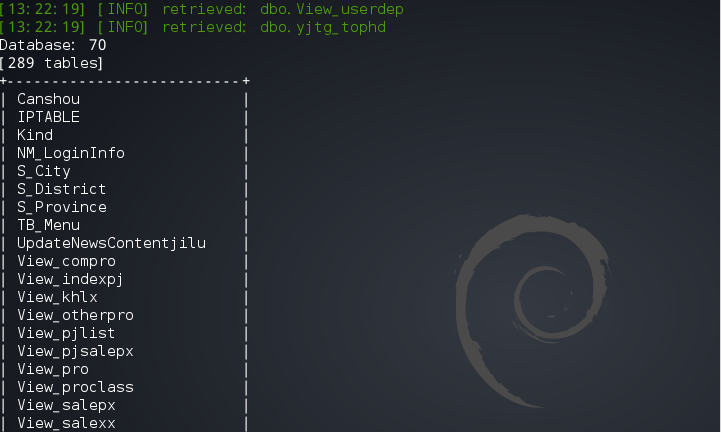 [13:22:19] [INFO] retrieved: dbo.View_userdep
[13:22:19] [INFO] retrieved: dbo.yjtg_tophd
Database: 70
[289 tables]
+---------------------------+
| Canshou |
| IPTABLE |
| Kind |
| NM_LoginInfo |
| S_City |
| S_District |
| S_Province |
| TB_Menu |
| UpdateNewsContentjilu |
| View_compro |
| View_indexpj |
| View_khlx |
| View_otherpro |
| View_pjlist |
| View_pjsalepx |
| View_pro |
| View_proclass |
| View_salepx |
| View_salexx |